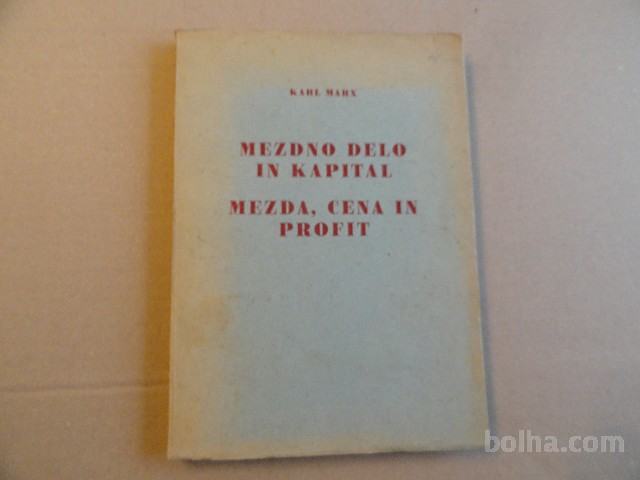 KARL MARX
MEZDNO DELO
IN KAPITAL
MEZDA, CENA IN
PROFIT
bolha.com